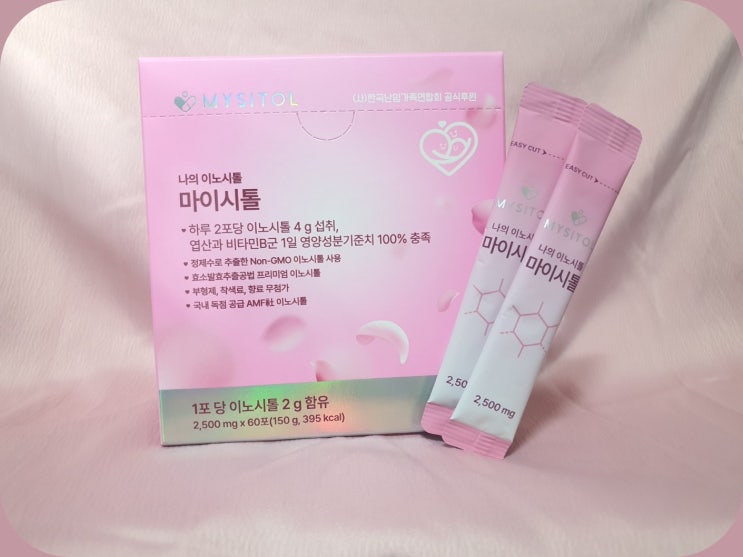 MYSITOL
(사)한국난임가족연합회 공식후원
나의 이노시톨
마이시톨
하루 2포당 이노시톨 4 g 섭취,
엽산과 비타민B군 1일 영양성분기준치 100% 충족
정제수로 추출한 Non-GMO 이노시톨 사용
효소발효추출공법 프리미엄 이노시톨
부형제, 착색료, 향료 무첨가
국내 독점 공급 AMF社 이노시톨
1포 당 이노시톨 2 g 함유
2,500 mg x 60포(150 g, 395 kcal)
EASY CUT
MYSITOL
나의 이노시
마이시톨
2,50
EASY CUT
MYSITOL
나의 이노시톨
마이시톨
2,500 mg